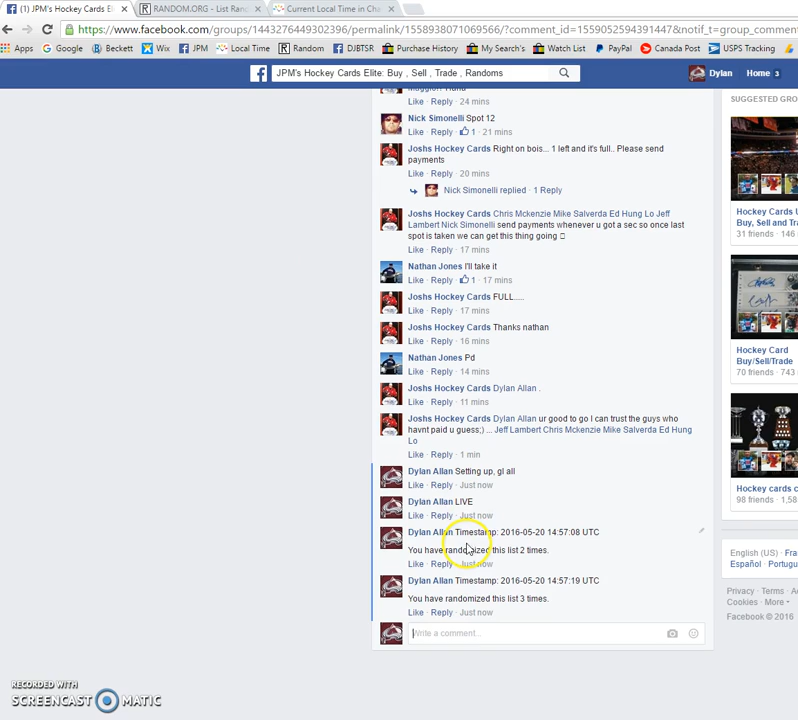 (1) JPM's Hockey Cards El
RANDOM.ORG - List Rand
Current Local Time in Cha
https://www.facebook.com/groups/1443276449302396/permalink/1558938071069566/?comment_id=1559052594391447&notif_t=group_comment
Google
Beckett
Wix
JPM
Local Time
Random
DJBTSR
Purchase History
My Search's
Watch List
PayPal
Canada Post
USPS Tracking
JPM's Hockey Cards Elite: Buy , Sell , Trade , Randoms
Dylan
Home 3
SUGGESTED GRO
Like · Reply · 24 mins
Nick Simonelli Spot 12
Like · Reply · 1 · 21 mins
Joshs Hockey Cards Right on bois... 1 left and it's full.. Please send
payments
Like · Reply · 20 mins
Nick Simonelli replied · 1 Reply
Joshs Hockey Cards Chris Mckenzie Mike Salverda Ed Hung Lo Jeff
Lambert Nick Simonelli send payments whenever u got a sec so once last
spot is taken we can get this thing going
Like · Reply · 17 mins
Nathan Jones I'll take it
Like · Reply · 1 · 17 mins
Joshs Hockey Cards FULL.....
Like · Reply · 17 mins
Joshs Hockey Cards Thanks nathan
Like · Reply · 16 mins
Nathan Jones Pd
Like · Reply · 14 mins
Joshs Hockey Cards Dylan Allan .
Like · Reply · 11 mins
Joshs Hockey Cards Dylan Allan ur good to go I can trust the guys who
havnt paid u guess;) ... Jeff Lambert Chris Mckenzie Mike Salverda Ed Hung
Lo
Like · Reply · 1 min
Dylan Allan Setting up, gl all
Like · Reply · Just now
Dylan Allan LIVE
Like · Reply · Just now
Dylan Allan Timestamp: 2016-05-20 14:57:08 UTC
You have randomized this list 2 times.
Like · Reply · Just now
Dylan Allan Timestamp: 2016-05-20 14:57:19 UTC
You have randomized this list 3 times.
Like · Reply · Just now
Write a comment...
Hockey Cards U
Buy, Sell and Tra
31 friends · 146
Hockey Card
Buy/Sell/Trade
70 friends · 743
Hockey cards c
98 friends · 1,58
English (US) · Fra
Español · Portugu
Privacy · Terms · A
Cookies · More
Facebook © 2016
RECORDED WITH
SCREENCAST MATIC